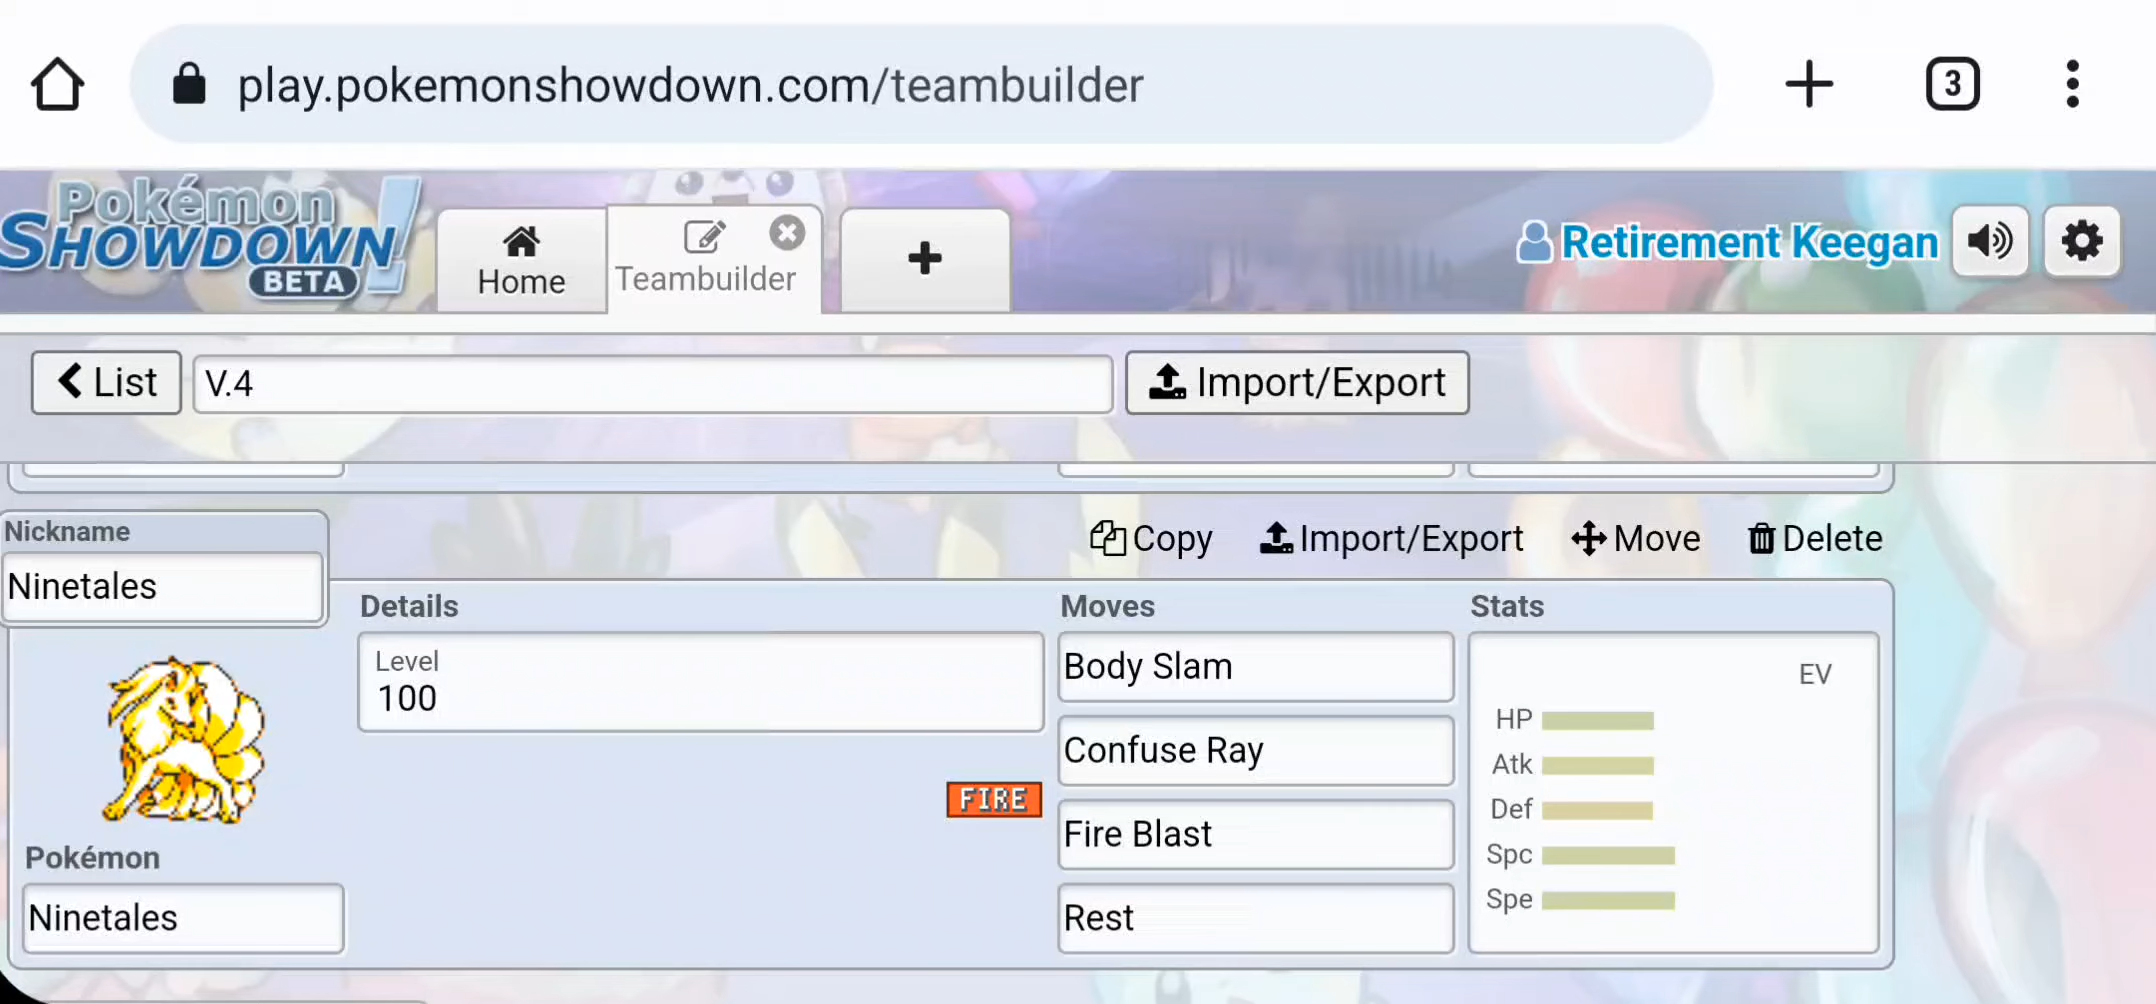 play.pokemonshowdown.com/teambuilder
3
Pokémon
SHOWDOWN!
BETA
Home
Teambuilder
Retirement Keegan
List
V.4
Import/Export
Nickname
Ninetales
Copy
Import/Export
Move
Delete
Details
Level
100
FIRE
Pokémon
Ninetales
Moves
Body Slam
Confuse Ray
Fire Blast
Rest
Stats
EV
HP
Atk
Def
Spc
Spe